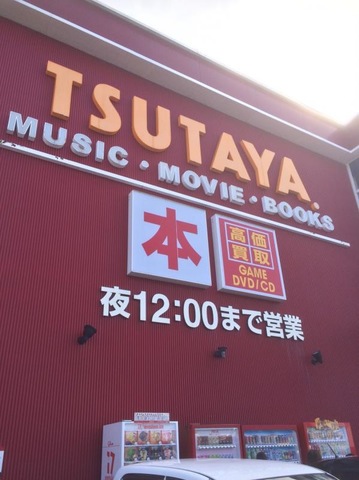 TSUTAYA.
MUSIC・MOVIE・BOOKS
本
高価
買取
GAME
DVD/CD
夜12:00まで営業